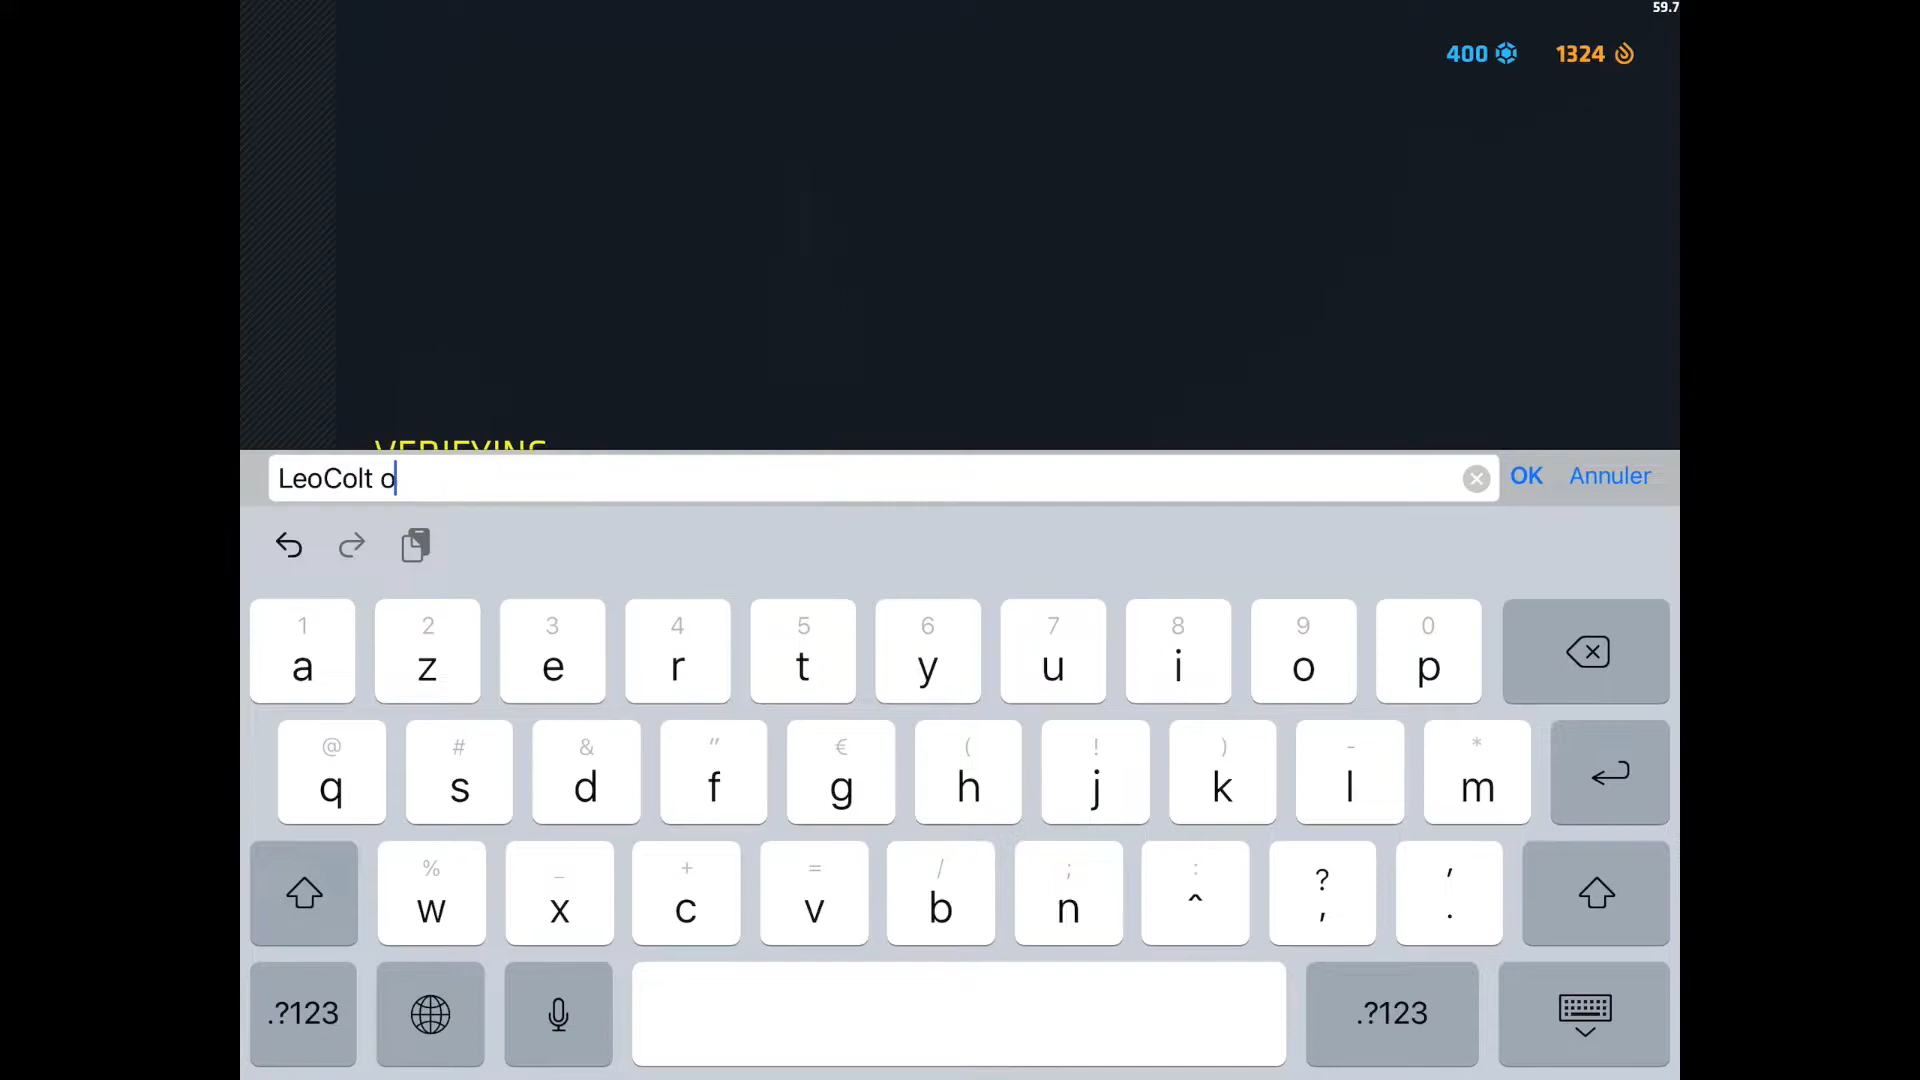 59.7
400 1324
VERIFYING
LeoColt o
OK Annuler
1 2 3 4 5 6 7 8 9 0
a z e r t y u i o p
@ # & " € ( ! ) - *
q s d f g h j k l m
% _ + = / ; : ? '
w x c v b n ^ , .
.?123 .?123